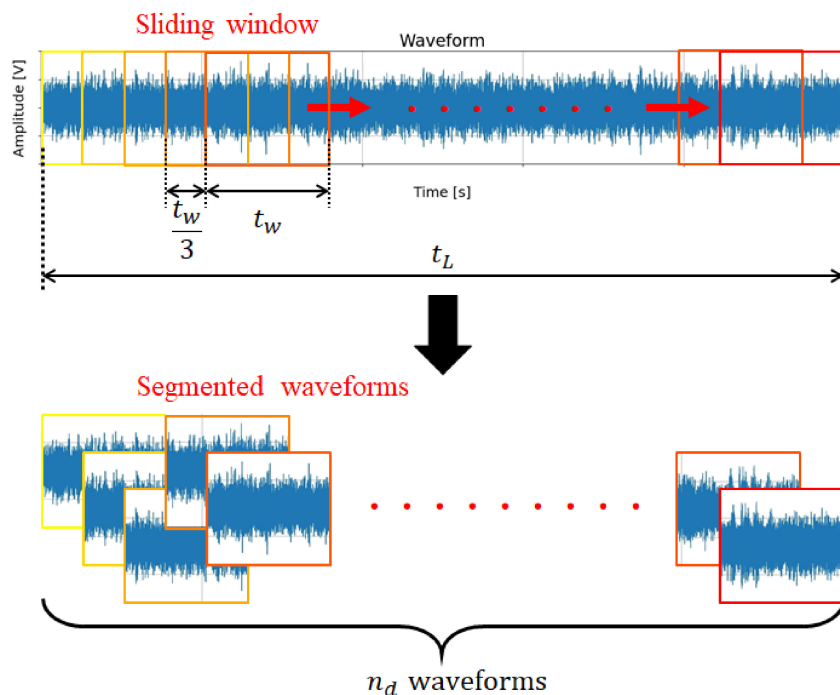 Sliding window
Waveform
Amplitude [V]
Time [s]
t_w/3
t_w
t_L
Segmented waveforms
n_d waveforms